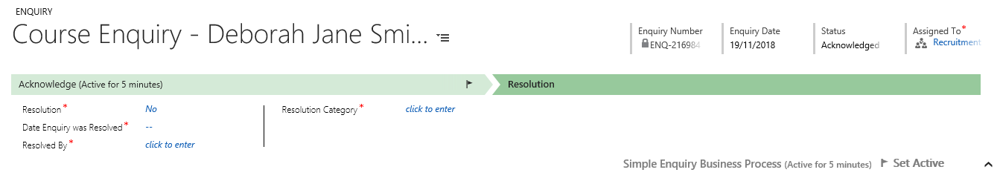 ENQUIRY
Course Enquiry - Deborah Jane Smi...
Enquiry Number
ENQ-216984
Enquiry Date
19/11/2018
Status
Acknowledged
Assigned To*
Recruitment
Acknowledge (Active for 5 minutes)
Resolution
Resolution* No
Date Enquiry was Resolved* --
Resolved By* click to enter
Resolution Category* click to enter
Simple Enquiry Business Process (Active for 5 minutes) Set Active